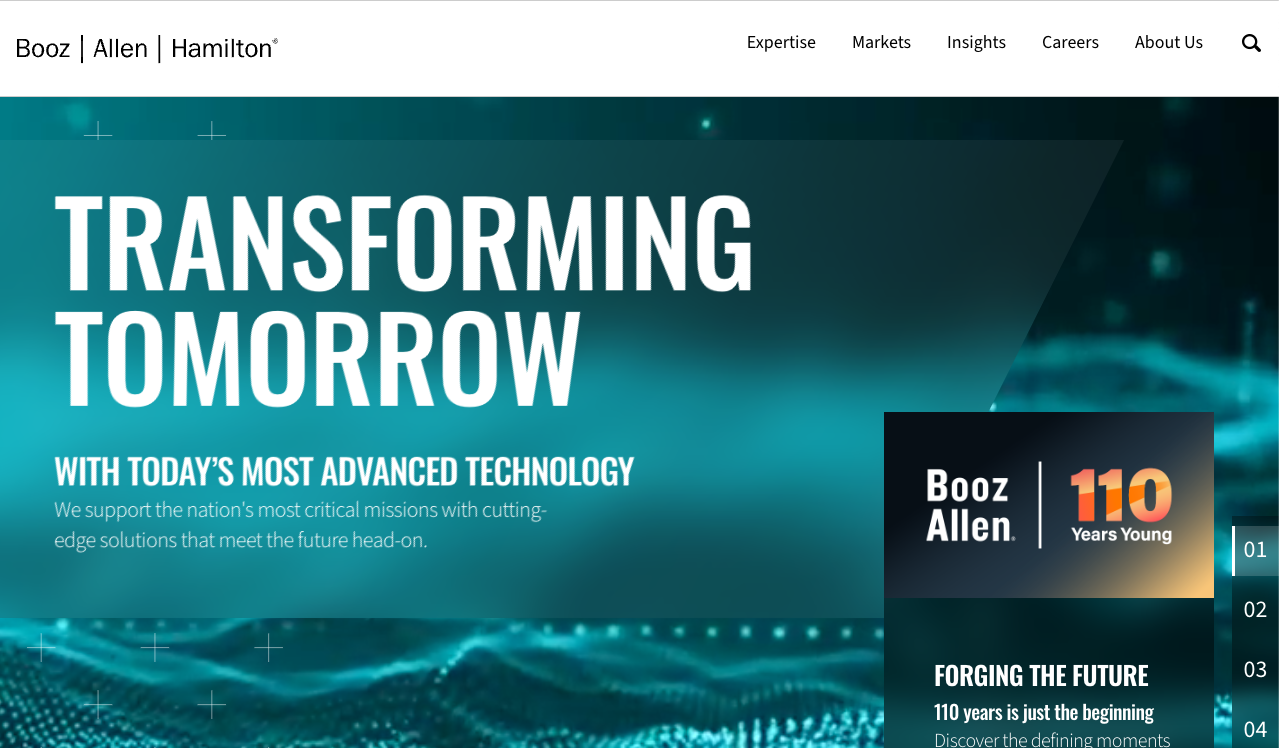 Booz | Allen | Hamilton®
Expertise
Markets
Insights
Careers
About Us
TRANSFORMING
TOMORROW
WITH TODAY’S MOST ADVANCED TECHNOLOGY
We support the nation's most critical missions with cutting-
edge solutions that meet the future head-on.
Booz
Allen®
110
Years Young
FORGING THE FUTURE
110 years is just the beginning
Discover the defining moments
01
02
03
04